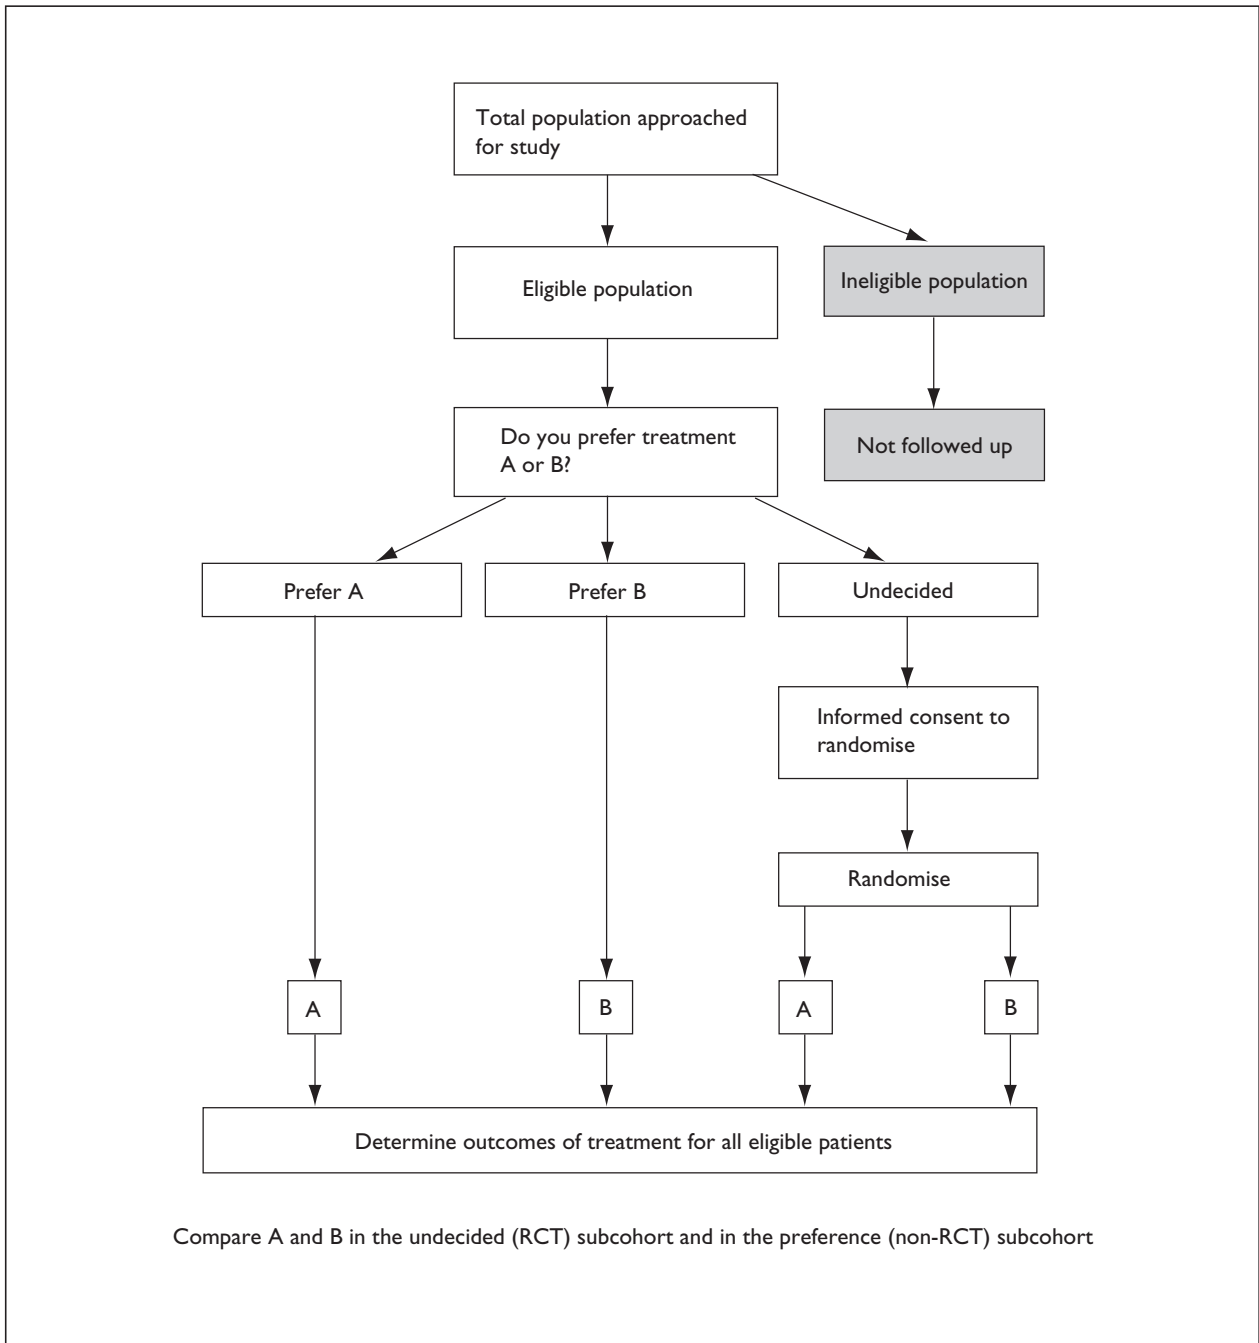 Total population approached
for study
Eligible population
Ineligible population
Do you prefer treatment
A or B?
Not followed up
Prefer A
Prefer B
Undecided
Informed consent to
randomise
Randomise
A
B
A
B
Determine outcomes of treatment for all eligible patients
Compare A and B in the undecided (RCT) subcohort and in the preference (non-RCT) subcohort